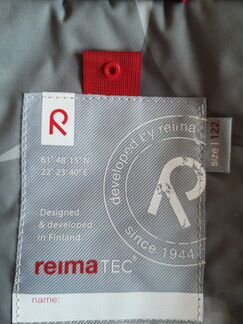 R
61° 48' 15"N
22° 23' 40"E
developed by reima
since 1944
size | 122
Designed
& developed
in Finland.
reimaTEC®
name: